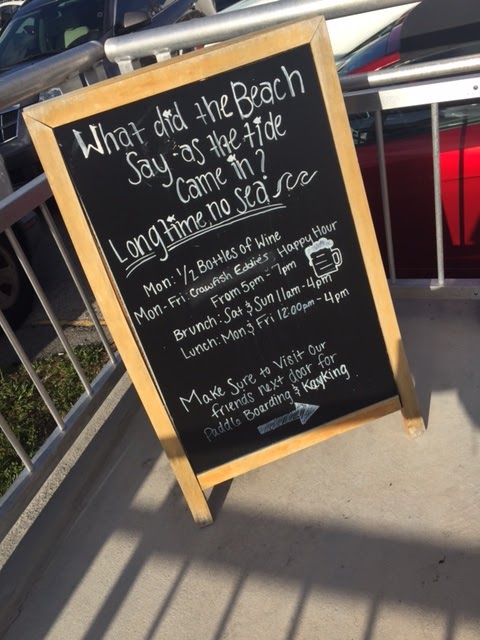 What did the Beach
Say as the tide
Came in?
Long time no sea!
Mon: 1/2 Bottles of Wine
Mon-Fri Crawfish Eddie's Happy Hour
From 5pm - 7pm
Brunch: Sat & Sun 11am - 4pm
Lunch: Mon & Fri 12:00pm - 4pm
Make Sure to Visit Our
friends next door for
Paddle Boarding & Kayking